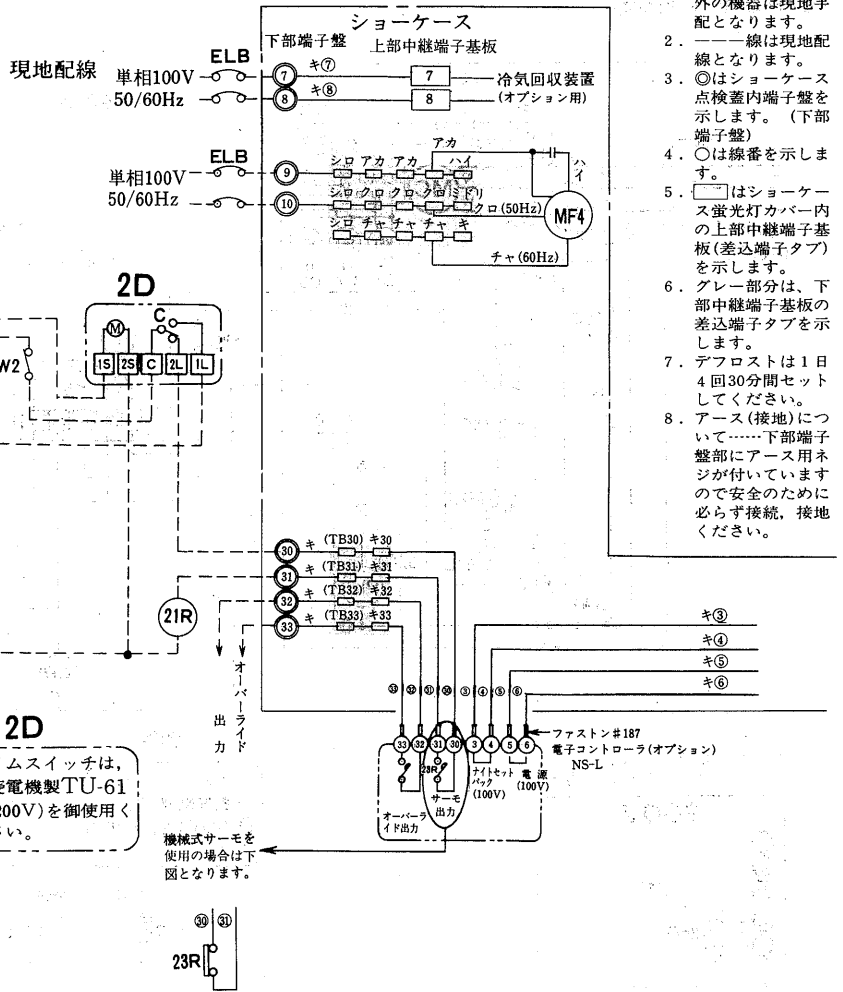 ショーケース
下部端子盤
上部中継端子基板
現地配線
単相100V
50/60Hz
ELB
7
8
キ⑦
キ⑧
7
8
冷気回収装置
(オプション用)
単相100V
50/60Hz
ELB
9
10
アカ
シロ アカ アカ ハイ
シロ クロ クロ クロ ミドリ
シロ チャ チャ チャ キ
ハイ
クロ(50Hz)
MF4
チャ(60Hz)
外の機器は現地手
配となります。
2. ―――線は現地配
線となります。
3. ◎はショーケース
点検蓋内端子盤を
示します。(下部
端子盤)
4. ○は線番を示しま
す。
5. □はショーケー
ス蛍光灯カバー内
の上部中継端子基
板(差込端子タブ)
を示します。
6. グレー部分は、下
部中継端子基板の
差込端子タブを示
します。
7. デフロストは1日
4回30分間セット
してください。
8. アース(接地)につ
いて……下部端子
盤部にアース用ネ
ジが付いています
ので安全のために
必らず接続,接地
ください。
2D
M
C
1S 2S C 2L 1L
W2
30 キ (TB30) キ30
31 キ (TB31) キ31
32 キ (TB32) キ32
33 キ (TB33) キ33
21R
オーバーライド
出力
キ③
キ④
キ⑤
キ⑥
㉝ ㉜ ㉛ ㉚ ③ ④ ⑤ ⑥
33 32 31 30 3 4 5 6
ファストン#187
電子コントローラ(オプション)
NS-L
23R
オーバーラ
イド出力
サーモ
出力
ナイトセット
バック
(100V)
電源
(100V)
2D
ムスイッチは,
電機製TU-61
200V)を御使用く
い。
機械式サーモを
使用の場合は下
図となります。
㉚ ㉛
23R